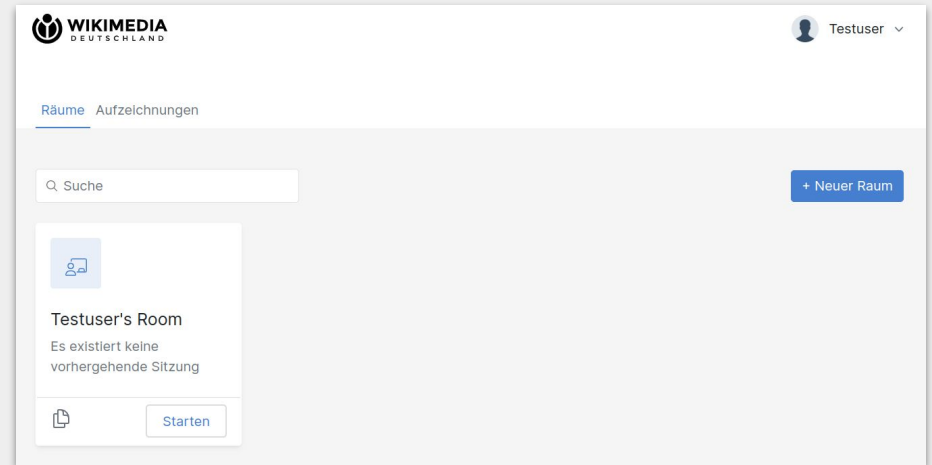 WIKIMEDIA
DEUTSCHLAND
Testuser
Räume Aufzeichnungen
Suche
+ Neuer Raum
Testuser's Room
Es existiert keine
vorhergehende Sitzung
Starten